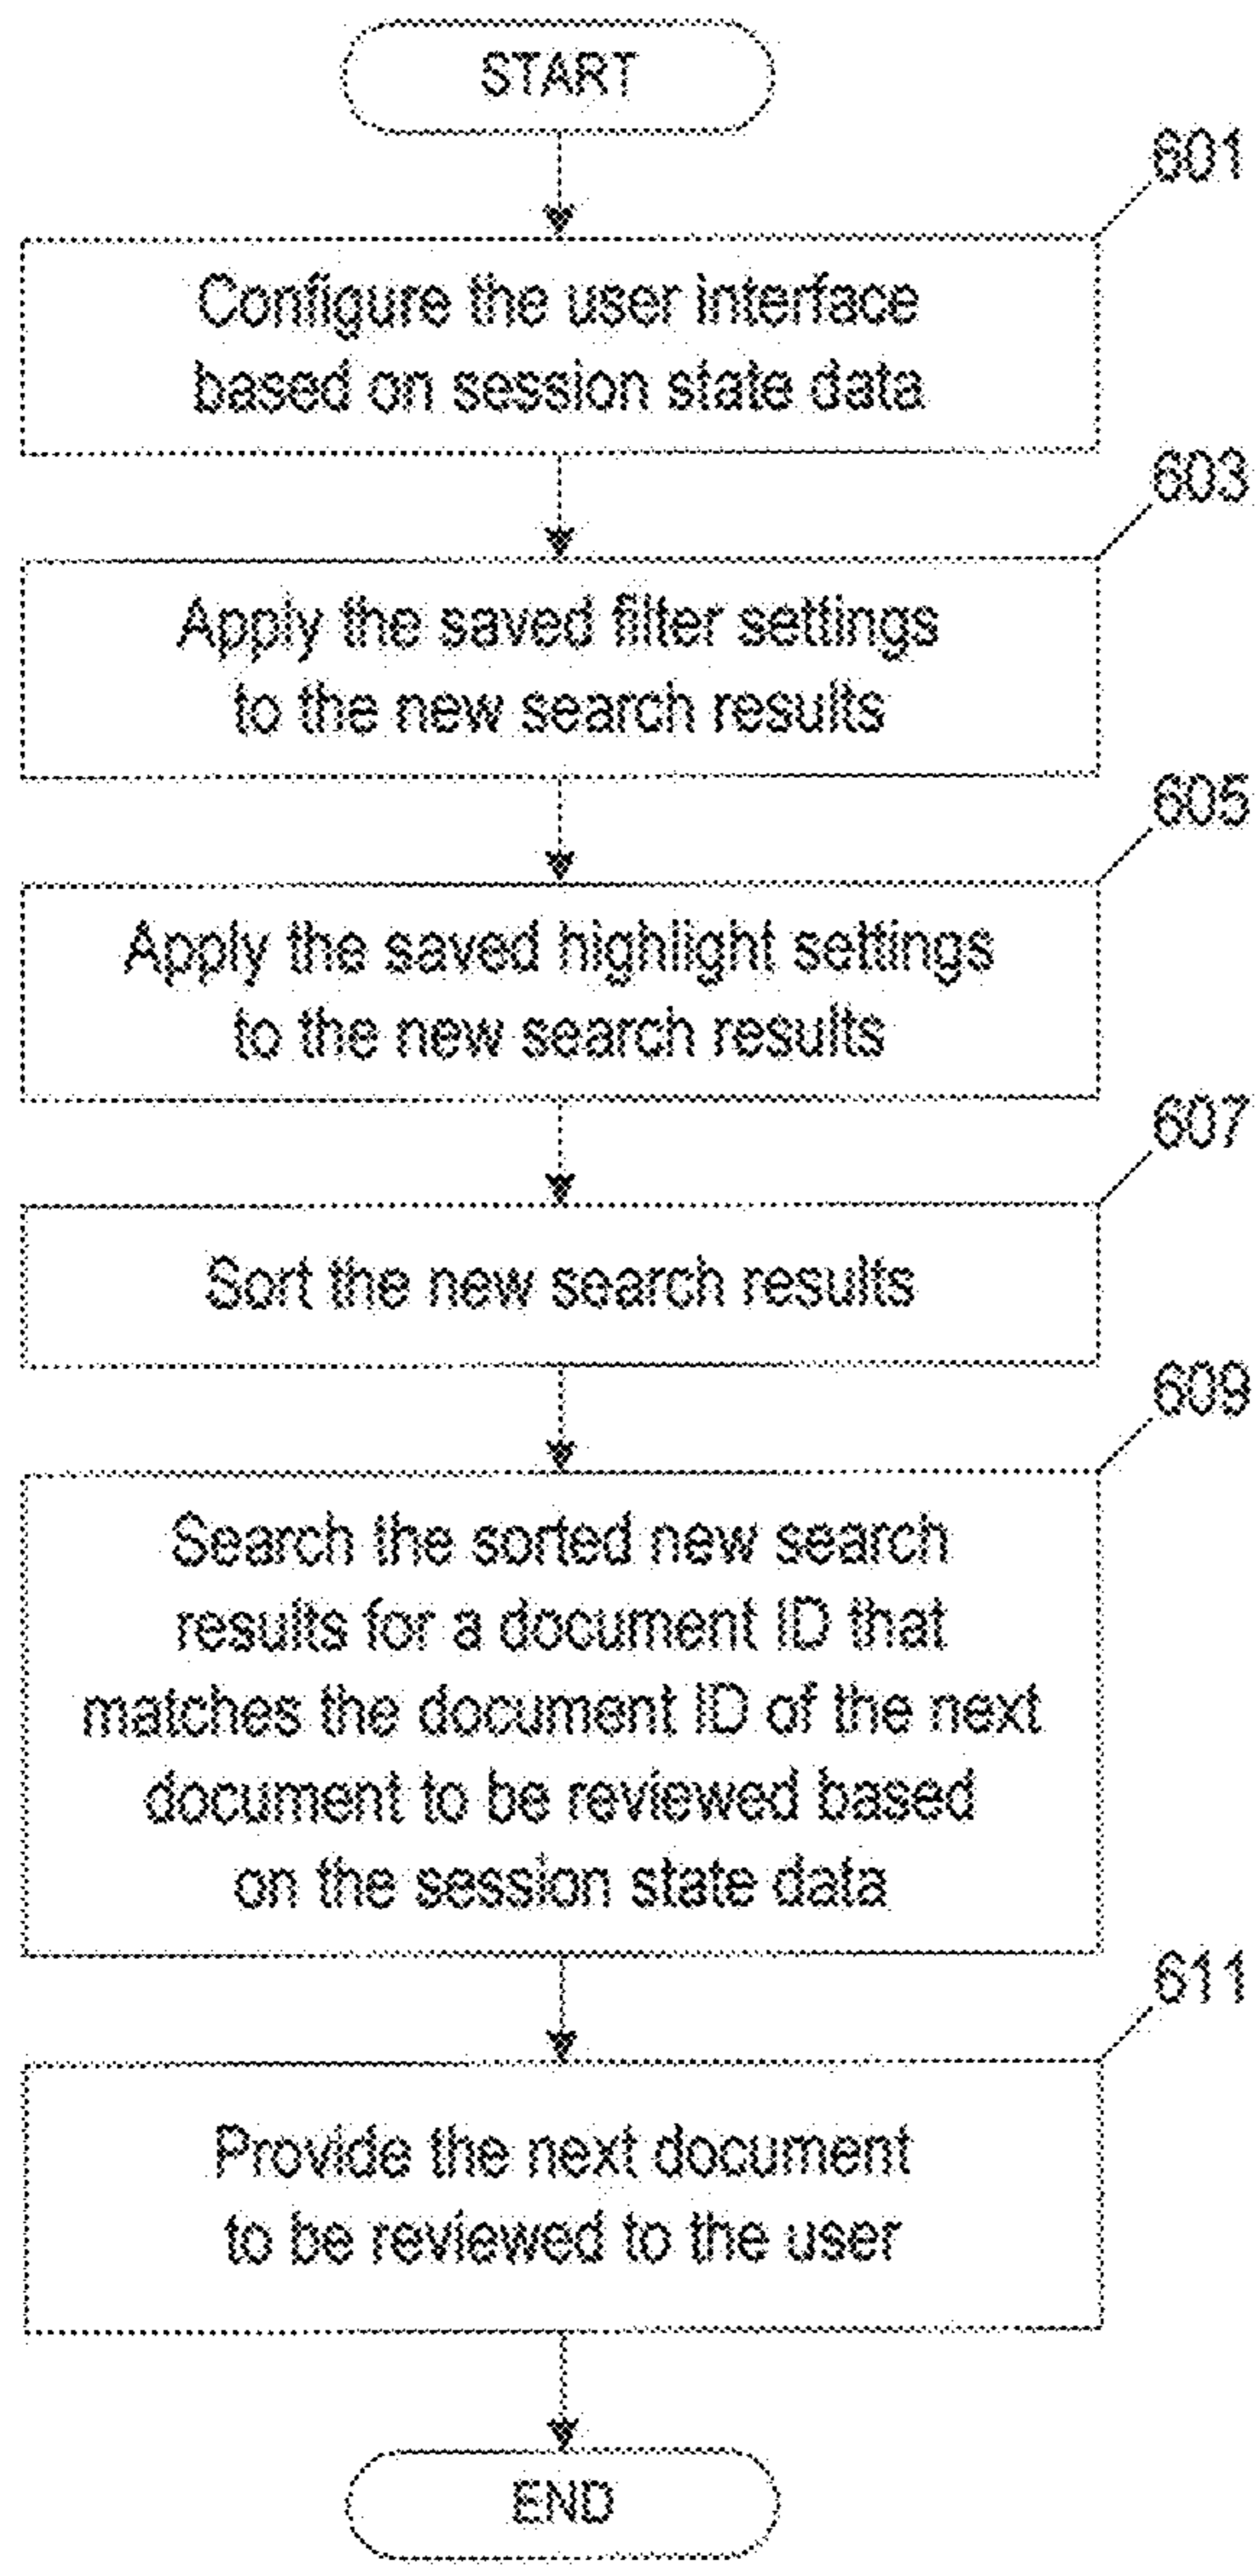 START
601
Configure the user interface
based on session state data
603
Apply the saved filter settings
to the new search results
605
Apply the saved highlight settings
to the new search results
607
Sort the new search results
609
Search the sorted new search
results for a document ID that
matches the document ID of the next
document to be reviewed based
on the session state data
611
Provide the next document
to be reviewed to the user
END